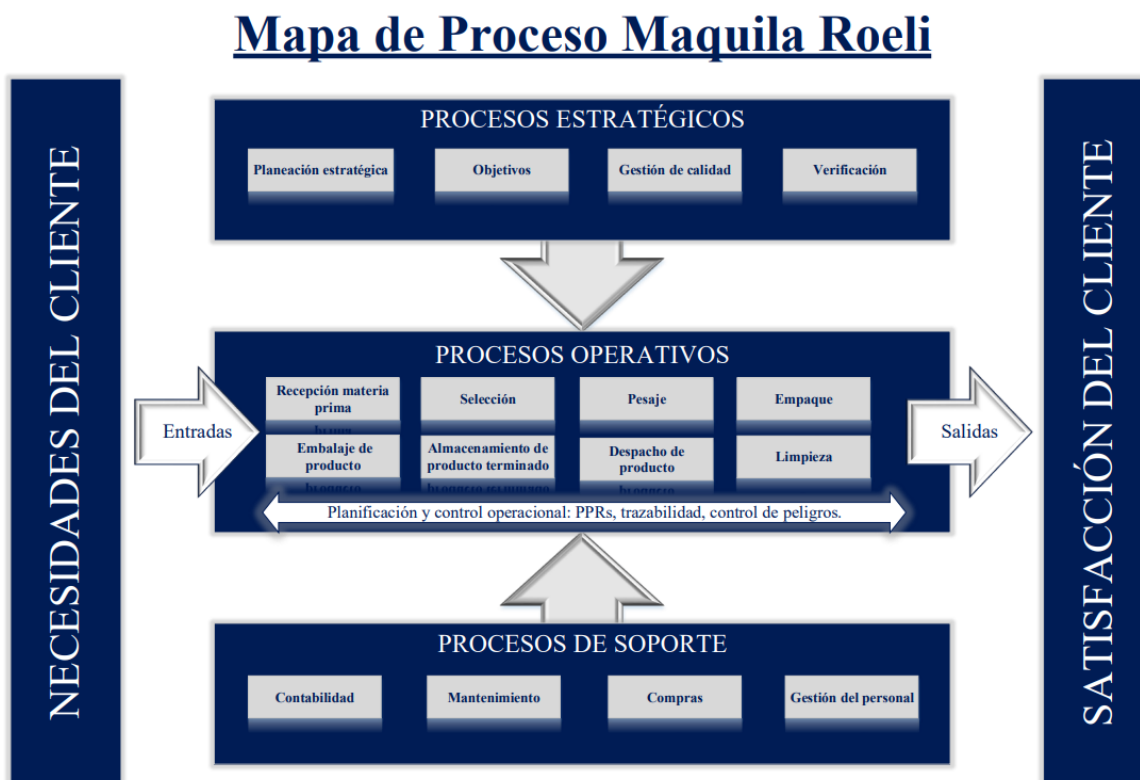 Mapa de Proceso Maquila Roeli
NECESIDADES DEL CLIENTE
PROCESOS ESTRATÉGICOS
Planeación estratégica
Objetivos
Gestión de calidad
Verificación
Entradas
PROCESOS OPERATIVOS
Recepción materia
prima
Selección
Pesaje
Empaque
Embalaje de
producto
Almacenamiento de
producto terminado
Despacho de
producto
Limpieza
Planificación y control operacional: PPRs, trazabilidad, control de peligros.
Salidas
PROCESOS DE SOPORTE
Contabilidad
Mantenimiento
Compras
Gestión del personal
SATISFACCIÓN DEL CLIENTE